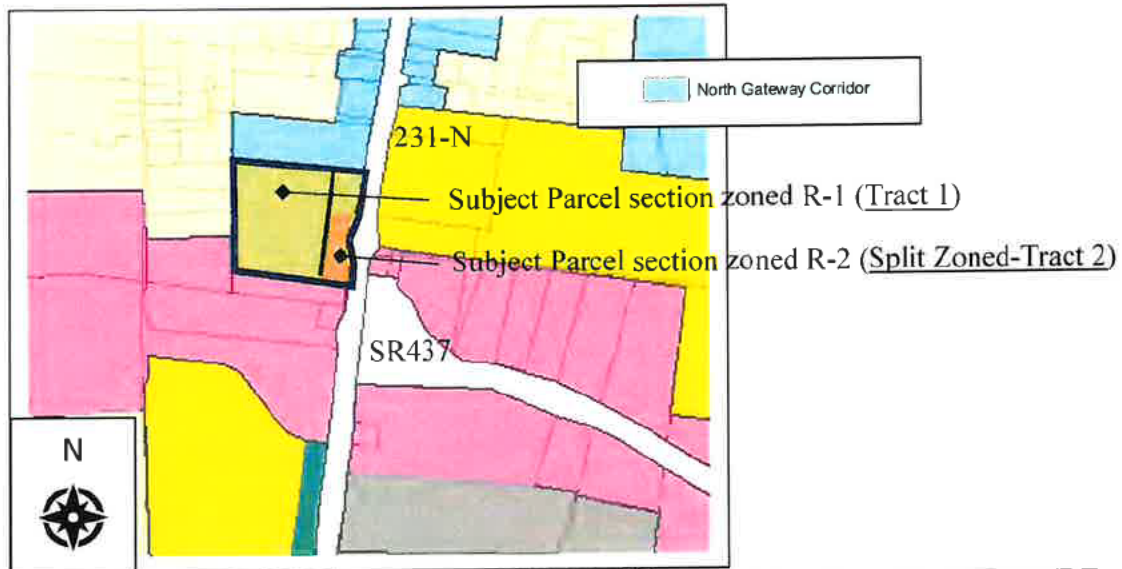 North Gateway Corridor
231-N
Subject Parcel section zoned R-1 (Tract 1)
Subject Parcel section zoned R-2 (Split Zoned-Tract 2)
SR437
N